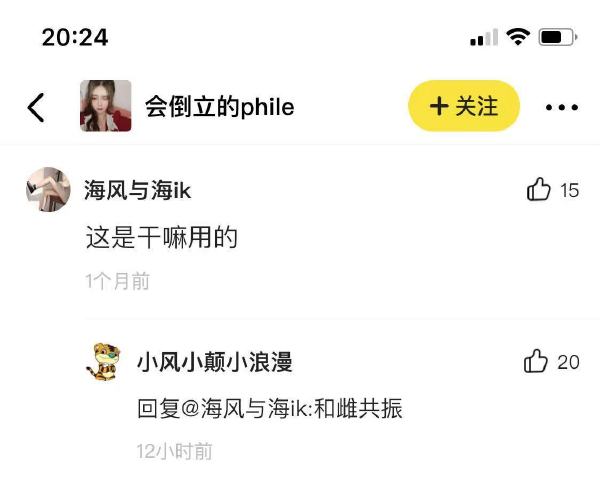 20:24
会倒立的phile
+ 关注
海风与海ik
15
这是干嘛用的
1个月前
小风小颠小浪漫
20
回复@海风与海ik:和雌共振
12小时前